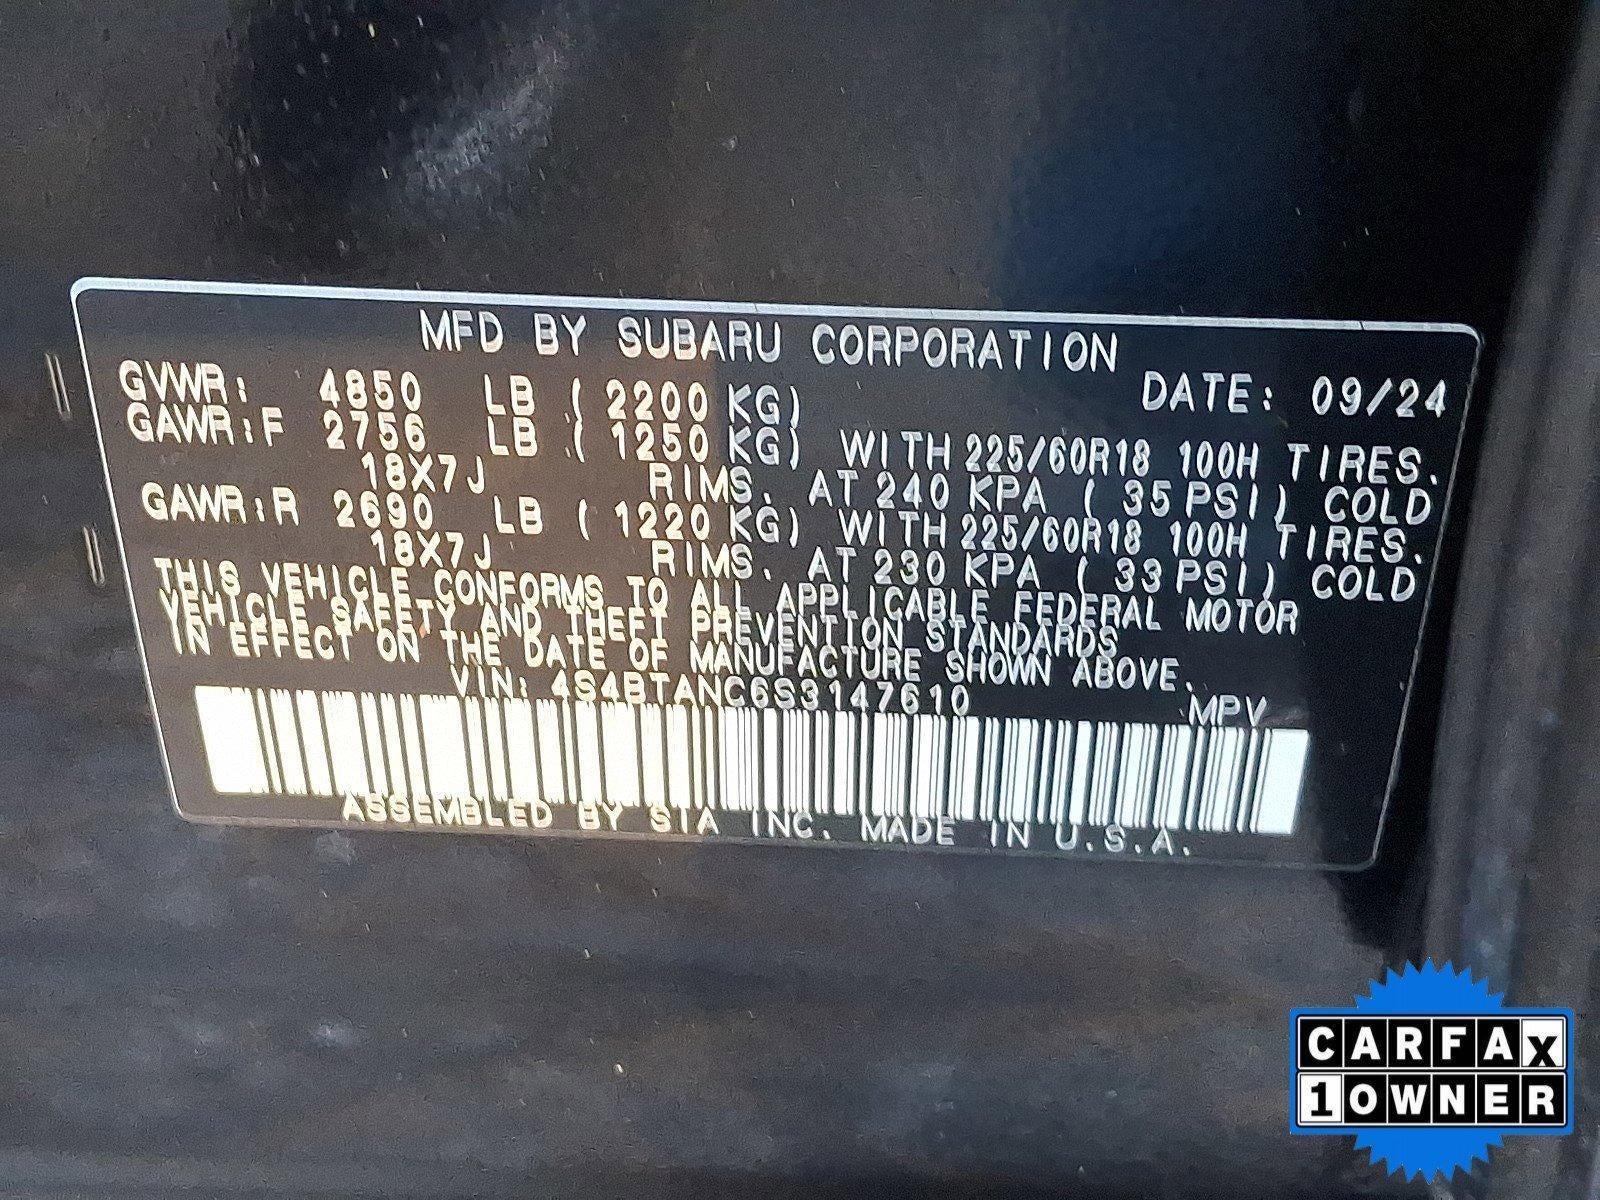 MFD BY SUBARU CORPORATION
GVWR: 4850 LB ( 2200 KG) DATE: 09/24
GAWR:F 2756 LB ( 1250 KG) WITH 225/60R18 100H TIRES.
18X7J RIMS. AT 240 KPA ( 35 PSI) COLD
GAWR:R 2690 LB ( 1220 KG) WITH 225/60R18 100H TIRES.
18X7J RIMS. AT 230 KPA ( 33 PSI) COLD
THIS VEHICLE CONFORMS TO ALL APPLICABLE FEDERAL MOTOR
VEHICLE SAFETY AND THEFT PREVENTION STANDARDS
IN EFFECT ON THE DATE OF MANUFACTURE SHOWN ABOVE.
VIN: 4S4BTANC6S3147610 MPV
ASSEMBLED BY SIA INC. MADE IN U.S.A.
CARFAX
1 OWNER